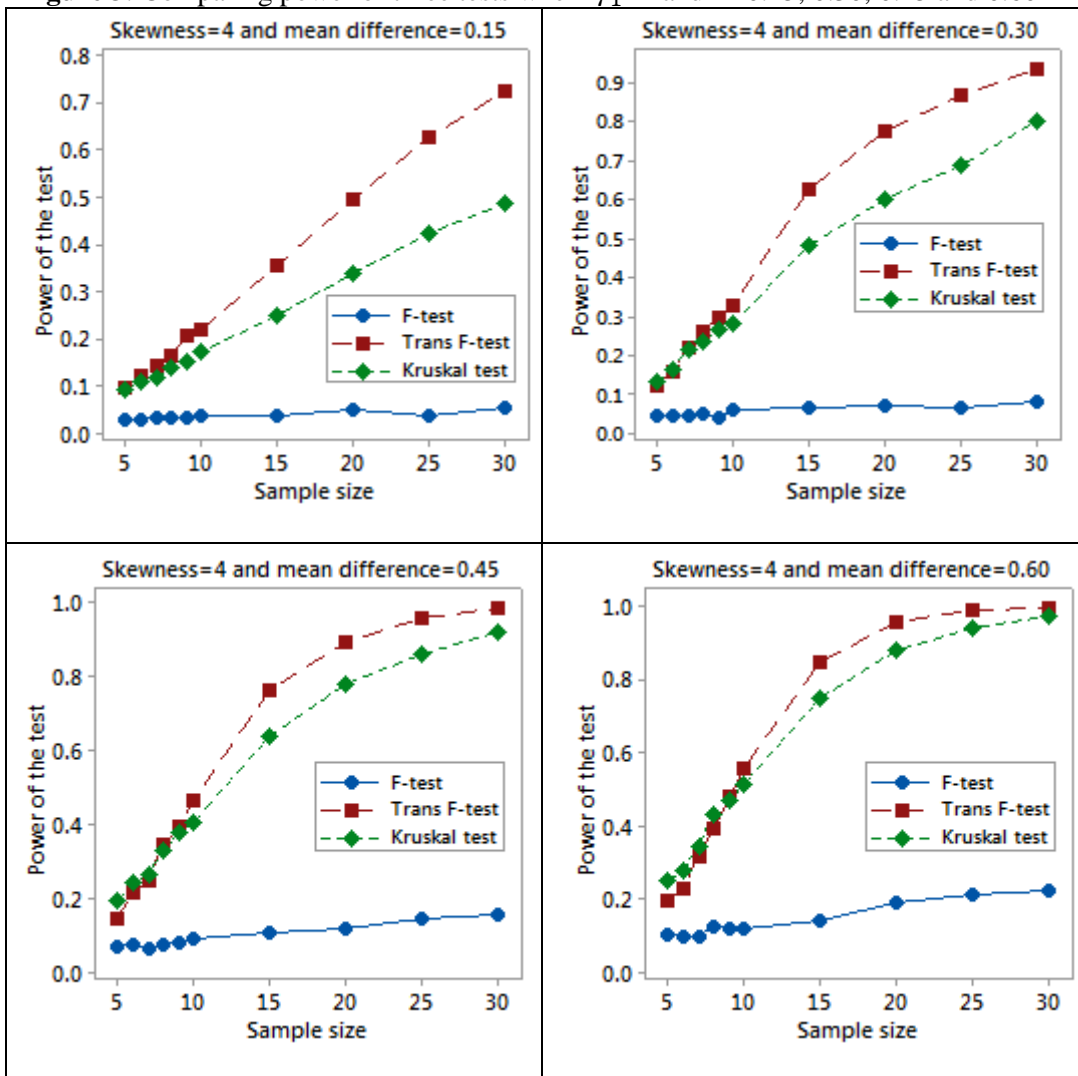 Skewness=4 and mean difference=0.15
0.8
0.7
0.6
0.5
0.4
0.3
0.2
0.1
0.0
Power of the test
F-test
Trans F-test
Kruskal test
5 10 15 20 25 30
Sample size
Skewness=4 and mean difference=0.30
0.9
0.8
0.7
0.6
0.5
0.4
0.3
0.2
0.1
0.0
Power of the test
F-test
Trans F-test
Kruskal test
5 10 15 20 25 30
Sample size
Skewness=4 and mean difference=0.45
1.0
0.8
0.6
0.4
0.2
0.0
Power of the test
F-test
Trans F-test
Kruskal test
5 10 15 20 25 30
Sample size
Skewness=4 and mean difference=0.60
1.0
0.8
0.6
0.4
0.2
0.0
Power of the test
F-test
Trans F-test
Kruskal test
5 10 15 20 25 30
Sample size